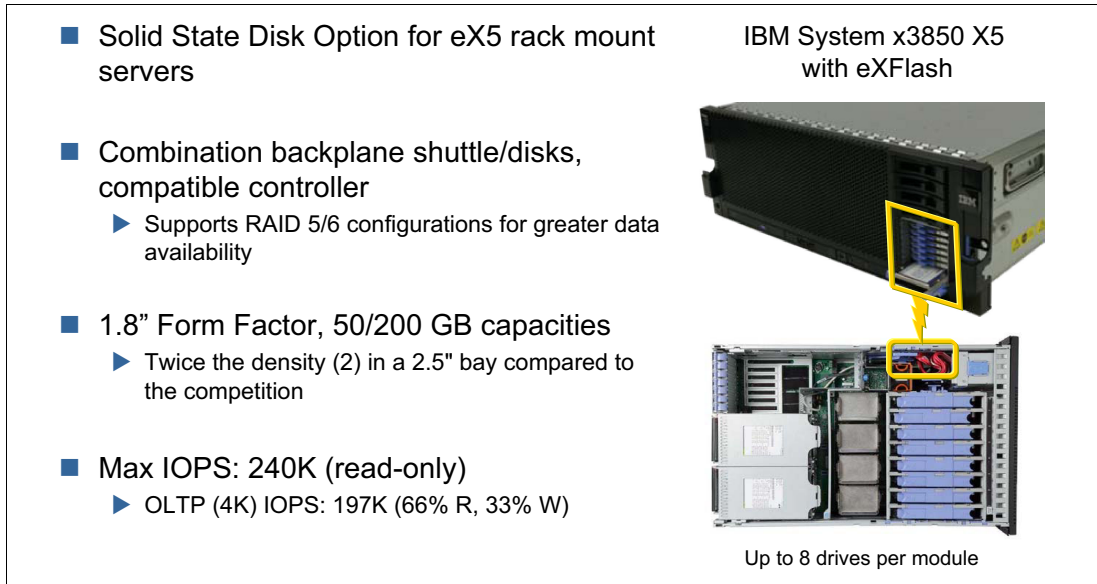 ■ Solid State Disk Option for eX5 rack mount
servers
■ Combination backplane shuttle/disks,
compatible controller
▶ Supports RAID 5/6 configurations for greater data
availability
■ 1.8” Form Factor, 50/200 GB capacities
▶ Twice the density (2) in a 2.5" bay compared to
the competition
■ Max IOPS: 240K (read-only)
▶ OLTP (4K) IOPS: 197K (66% R, 33% W)
IBM System x3850 X5
with eXFlash
IBM
Up to 8 drives per module